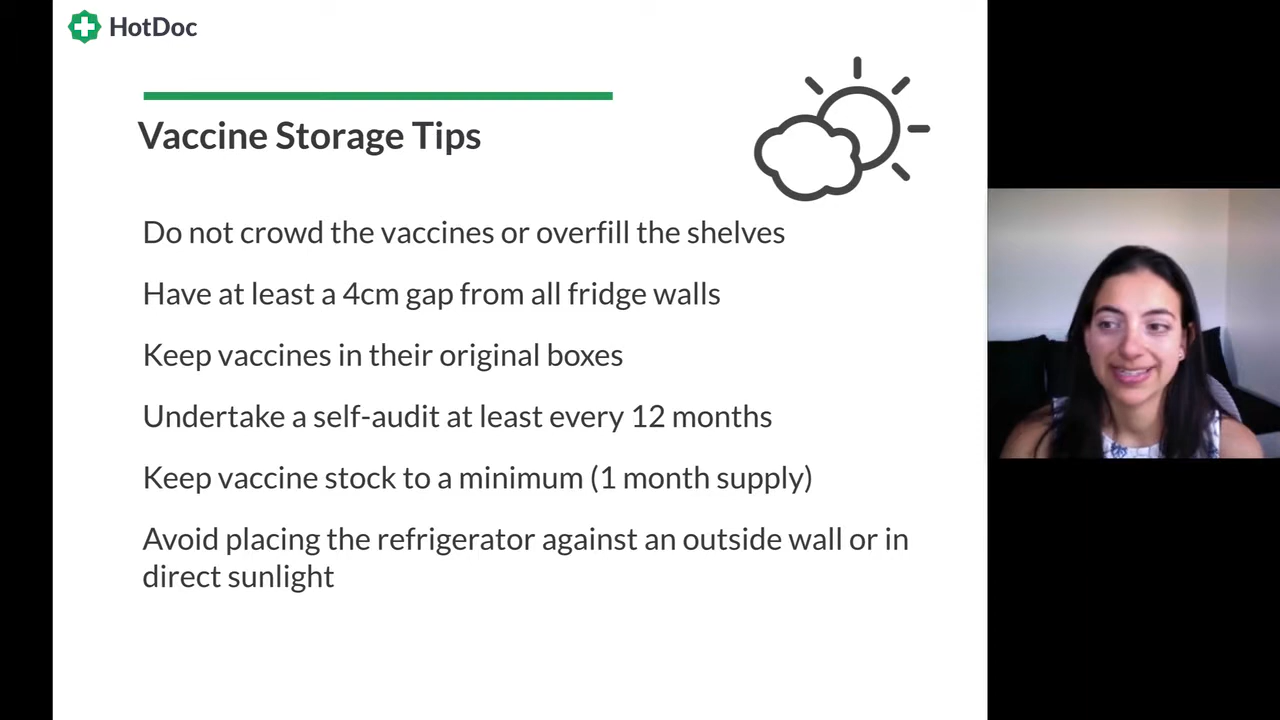 HotDoc
Vaccine Storage Tips
Do not crowd the vaccines or overfill the shelves
Have at least a 4cm gap from all fridge walls
Keep vaccines in their original boxes
Undertake a self-audit at least every 12 months
Keep vaccine stock to a minimum (1 month supply)
Avoid placing the refrigerator against an outside wall or in
direct sunlight